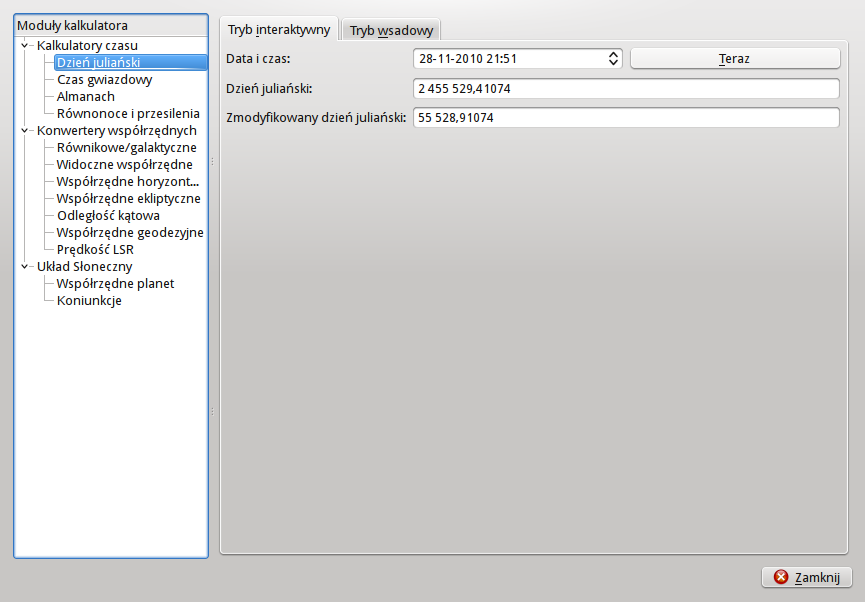 Moduły kalkulatora
Kalkulatory czasu
Dzień juliański
Czas gwiazdowy
Almanach
Równonoce i przesilenia
Konwertery współrzędnych
Równikowe/galaktyczne
Widoczne współrzędne
Współrzędne horyzont...
Współrzędne ekliptyczne
Odległość kątowa
Współrzędne geodezyjne
Prędkość LSR
Układ Słoneczny
Współrzędne planet
Koniunkcje
Tryb interaktywny Tryb wsadowy
Data i czas: 28-11-2010 21:51 Teraz
Dzień juliański: 2 455 529,41074
Zmodyfikowany dzień juliański: 55 528,91074
Zamknij